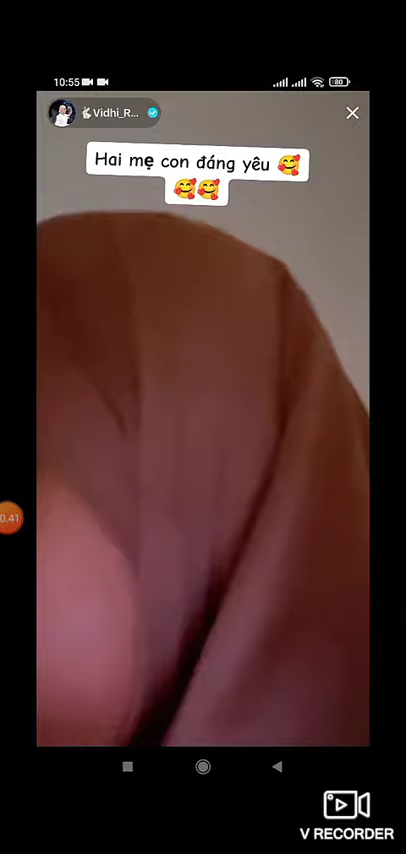 10:55
80
Vidhi_R...
Hai mẹ con đáng yêu 🥰
🥰🥰
0.41
V RECORDER